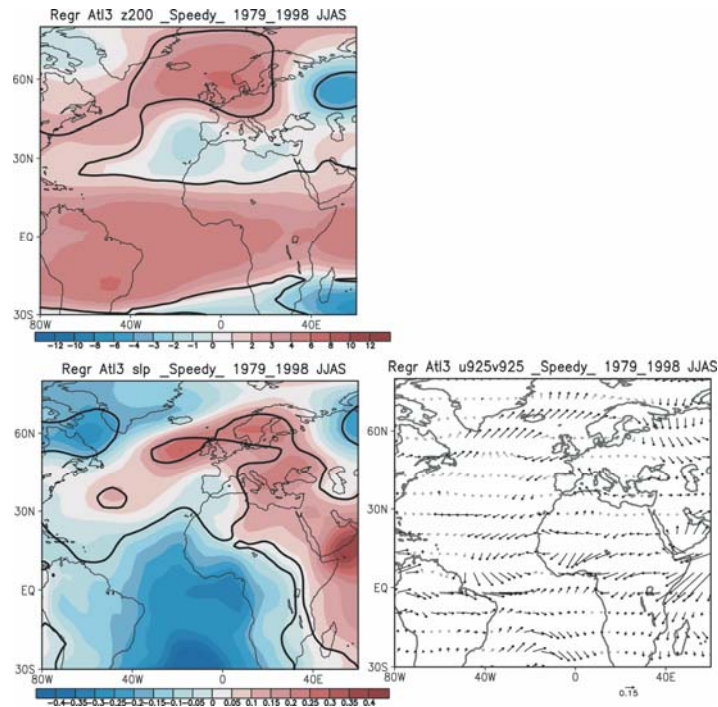 Regr Atl3 z200 _Speedy_ 1979_1998 JJAS
60N
30N
EQ
30S
80W 40W 0 40E
-12 -10 -8 -6 -4 -3 -2 -1 0 1 2 3 4 6 8 10 12
Regr Atl3 slp _Speedy_ 1979_1998 JJAS
60N
30N
EQ
30S
-0.4 -0.35 -0.3 -0.25 -0.2 -0.15 -0.1 -0.05 0 0.05 0.1 0.15 0.2 0.25 0.3 0.35 0.4
Regr Atl3 u925v925 _Speedy_ 1979_1998 JJAS
60N
30N
EQ
30S
80W 40W 0 40E
0.15